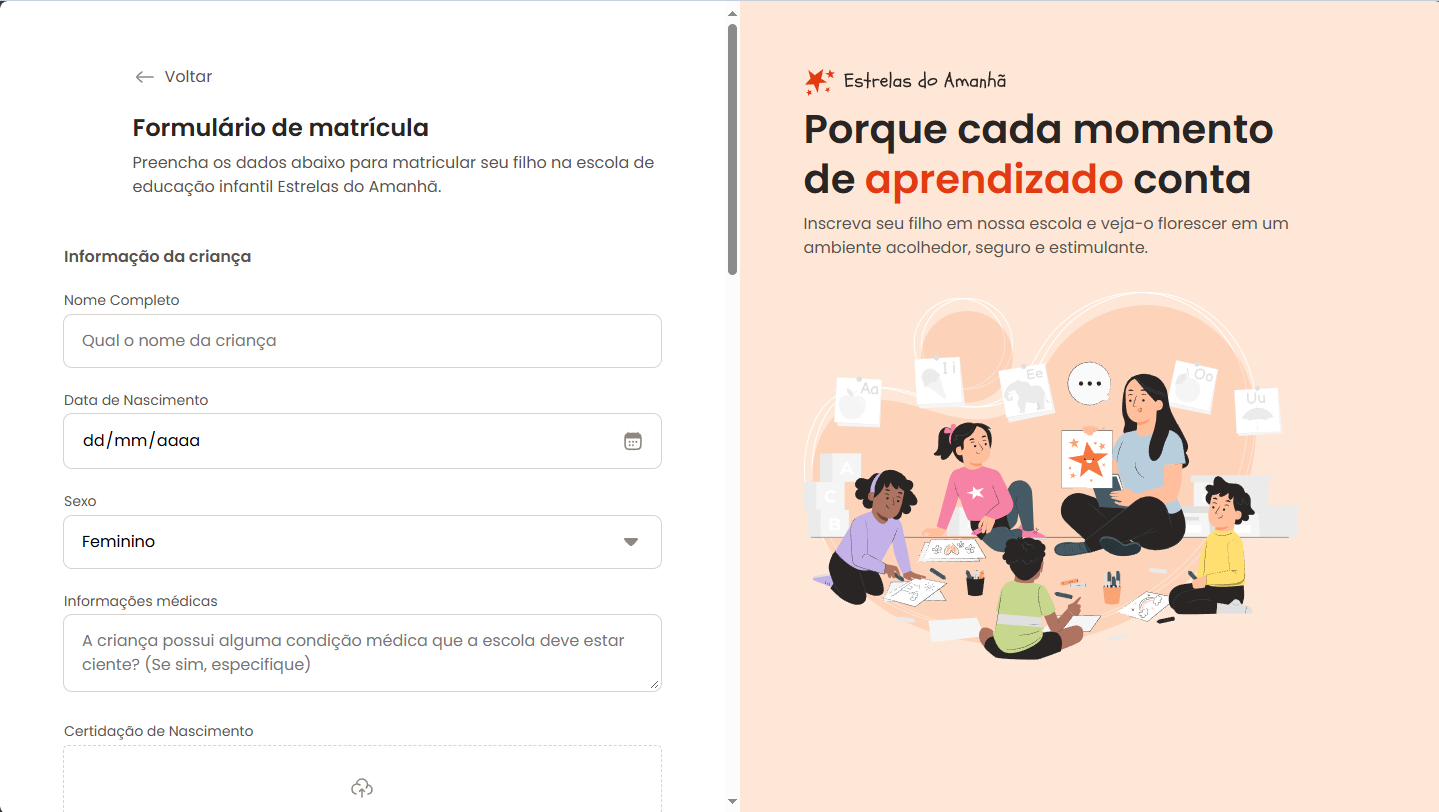 Voltar
Formulário de matrícula
Preencha os dados abaixo para matricular seu filho na escola de
educação infantil Estrelas do Amanhã.
Informação da criança
Nome Completo
Qual o nome da criança
Data de Nascimento
dd/mm/aaaa
Sexo
Feminino
Informações médicas
A criança possui alguma condição médica que a escola deve estar
ciente? (Se sim, especifique)
Certidação de Nascimento
Estrelas do Amanhã
Porque cada momento
de aprendizado conta
Inscreva seu filho em nossa escola e veja-o florescer em um
ambiente acolhedor, seguro e estimulante.
Aa
I i
Ee
Oo
Uu
A
C
B